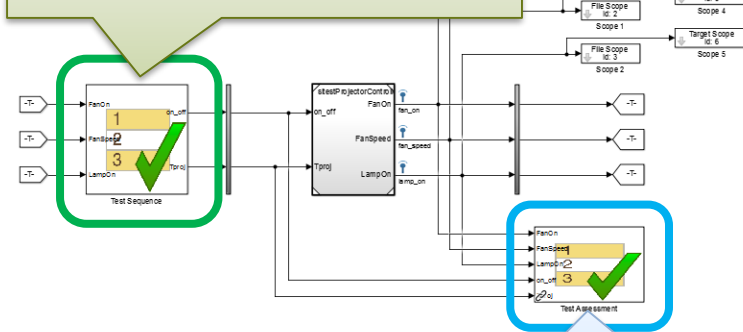 File Scope
Id: 2
Scope 1
Scope 4
Target Scope
Id: 6
Scope 5
File Scope
Id: 3
Scope 2
-T-
-T-
-T-
FanOn
FanSpeed
LampOn
on_off
Tproj
1
2
3
Test Sequence
on_off
Tproj
sltestProjectorControl
FanOn
FanSpeed
LampOn
fan_on
fan_speed
lamp_on
-T-
-T-
-T-
FanOn
FanSpeed
LampOn
on_off
oj
1
2
3
Test Assessment